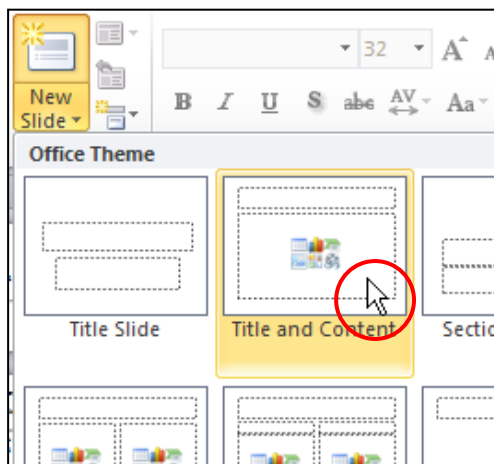 32 A A
New
Slide
B I U S abc AV Aa
Office Theme
Title Slide Title and Content Sectio